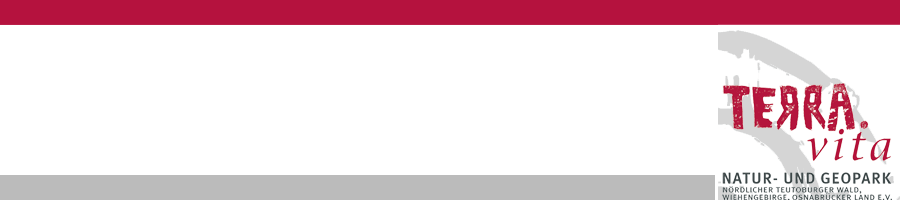 TERRA.
vita
NATUR- UND GEOPARK
NÖRDLICHER TEUTOBURGER WALD,
WIEHENGEBIRGE, OSNABRÜCKER LAND E.V.